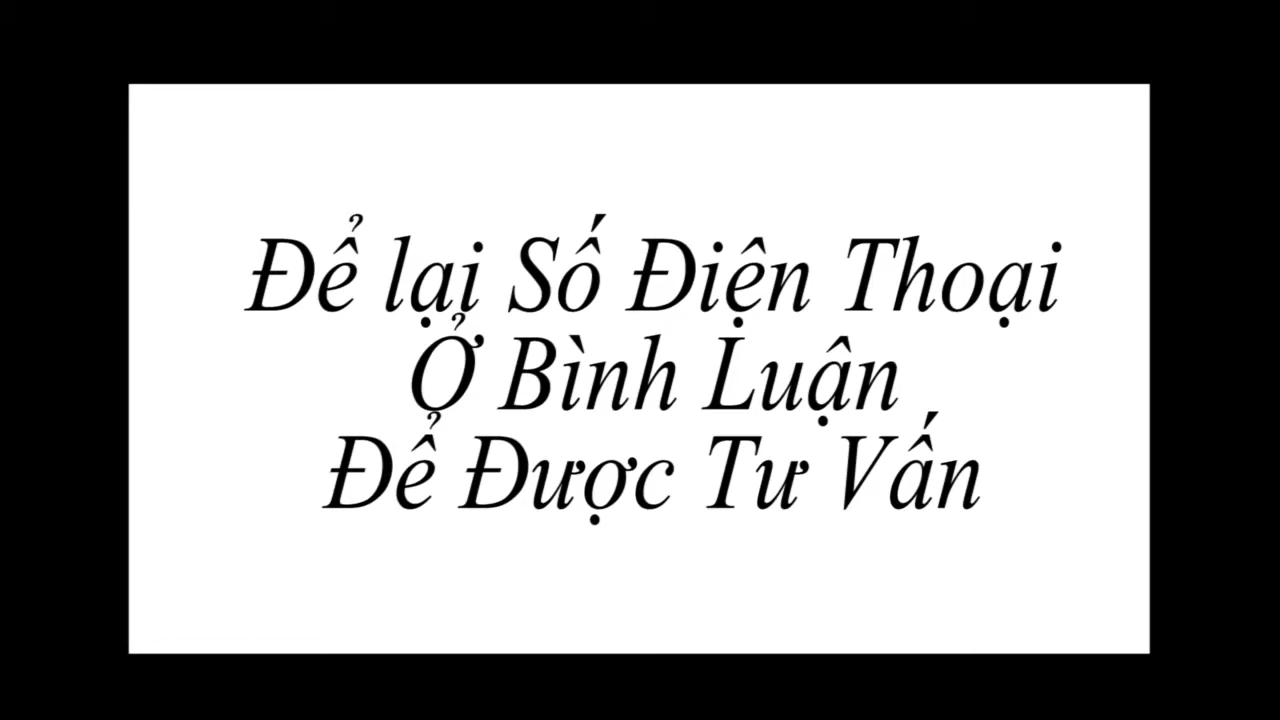 Để lại Số Điện Thoại
Ở Bình Luận
Để Được Tư Vấn